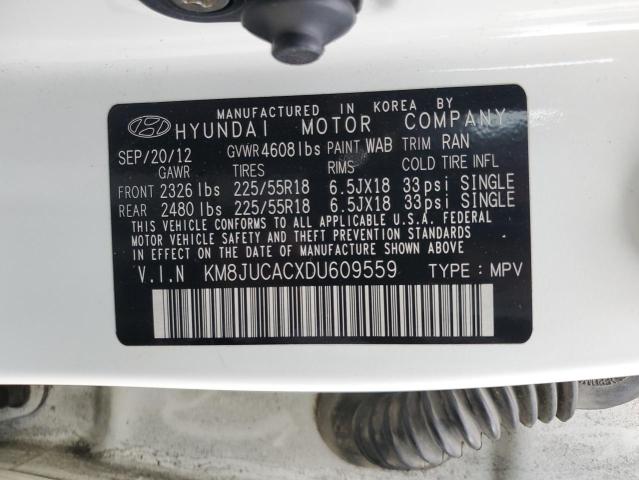 MANUFACTURED IN KOREA BY
HYUNDAI MOTOR COMPANY
SEP/20/12 GVWR 4608 lbs PAINT WAB TRIM RAN
GAWR TIRES RIMS COLD TIRE INFL
FRONT 2326 lbs 225/55R18 6.5JX18 33psi SINGLE
REAR 2480 lbs 225/55R18 6.5JX18 33psi SINGLE
THIS VEHICLE CONFORMS TO ALL APPLICABLE U.S.A. FEDERAL
MOTOR VEHICLE SAFETY AND THEFT PREVENTION STANDARDS
IN EFFECT ON THE DATE OF MANUFACTURE SHOWN ABOVE.
V.I.N KM8JUCACXDU609559 TYPE : MPV